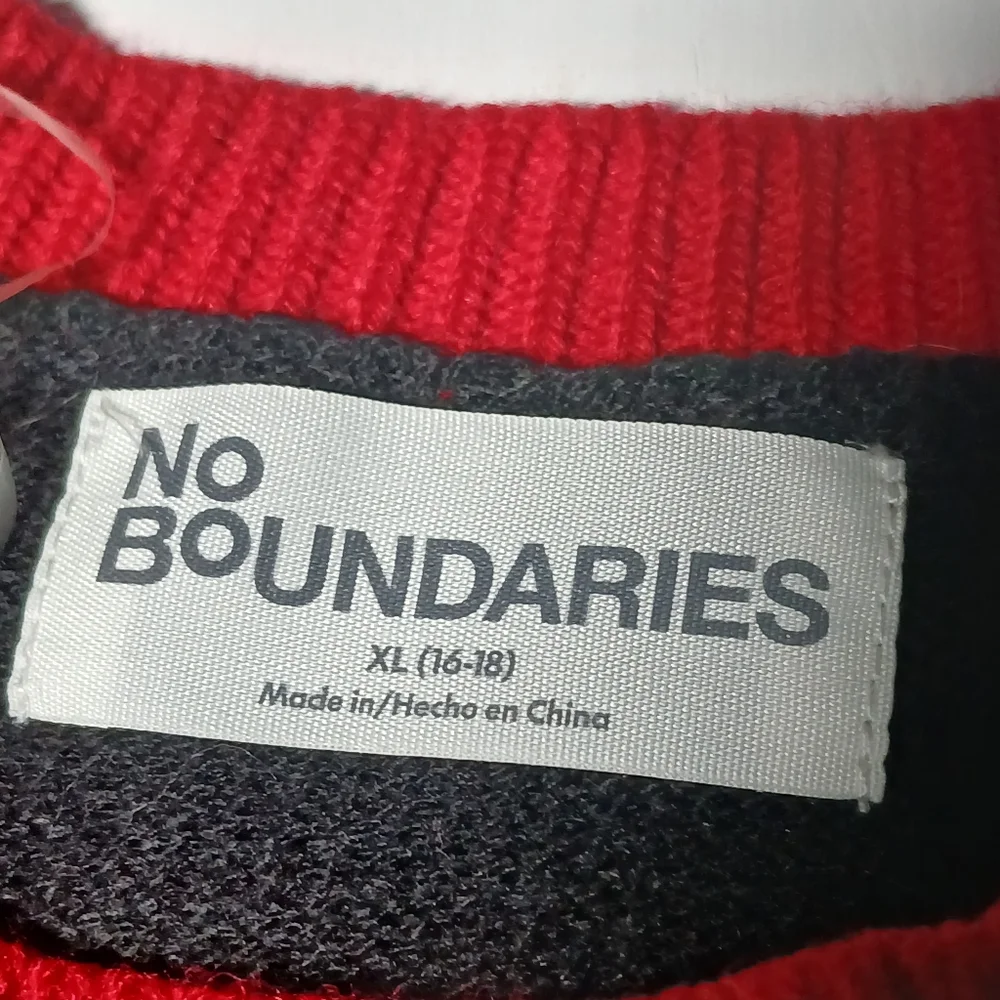 NO
BOUNDARIES
XL (16-18)
Made in/Hecho en China